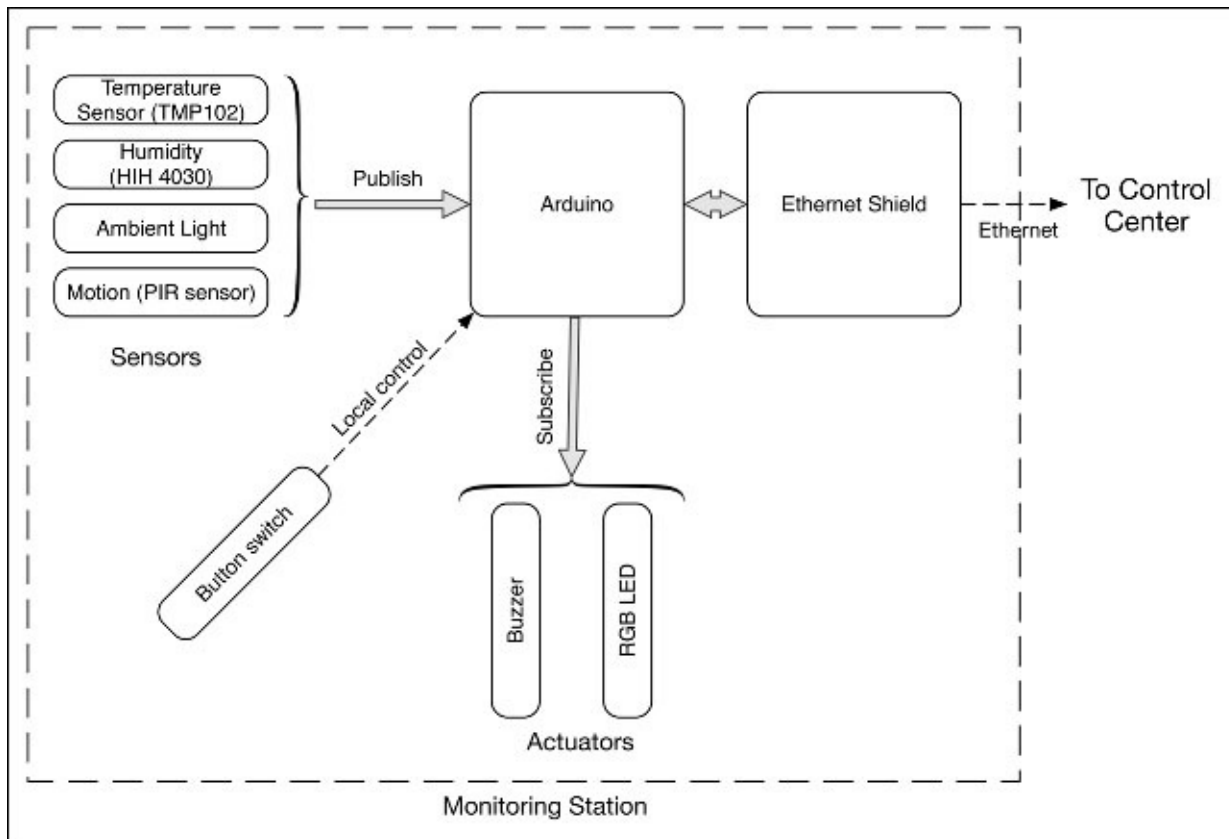 Temperature
Sensor (TMP102)
Humidity
(HIH 4030)
Ambient Light
Motion (PIR sensor)
Sensors
Publish
Arduino
Ethernet Shield
Ethernet
To Control
Center
Local control
Button switch
Subscribe
Buzzer
RGB LED
Actuators
Monitoring Station